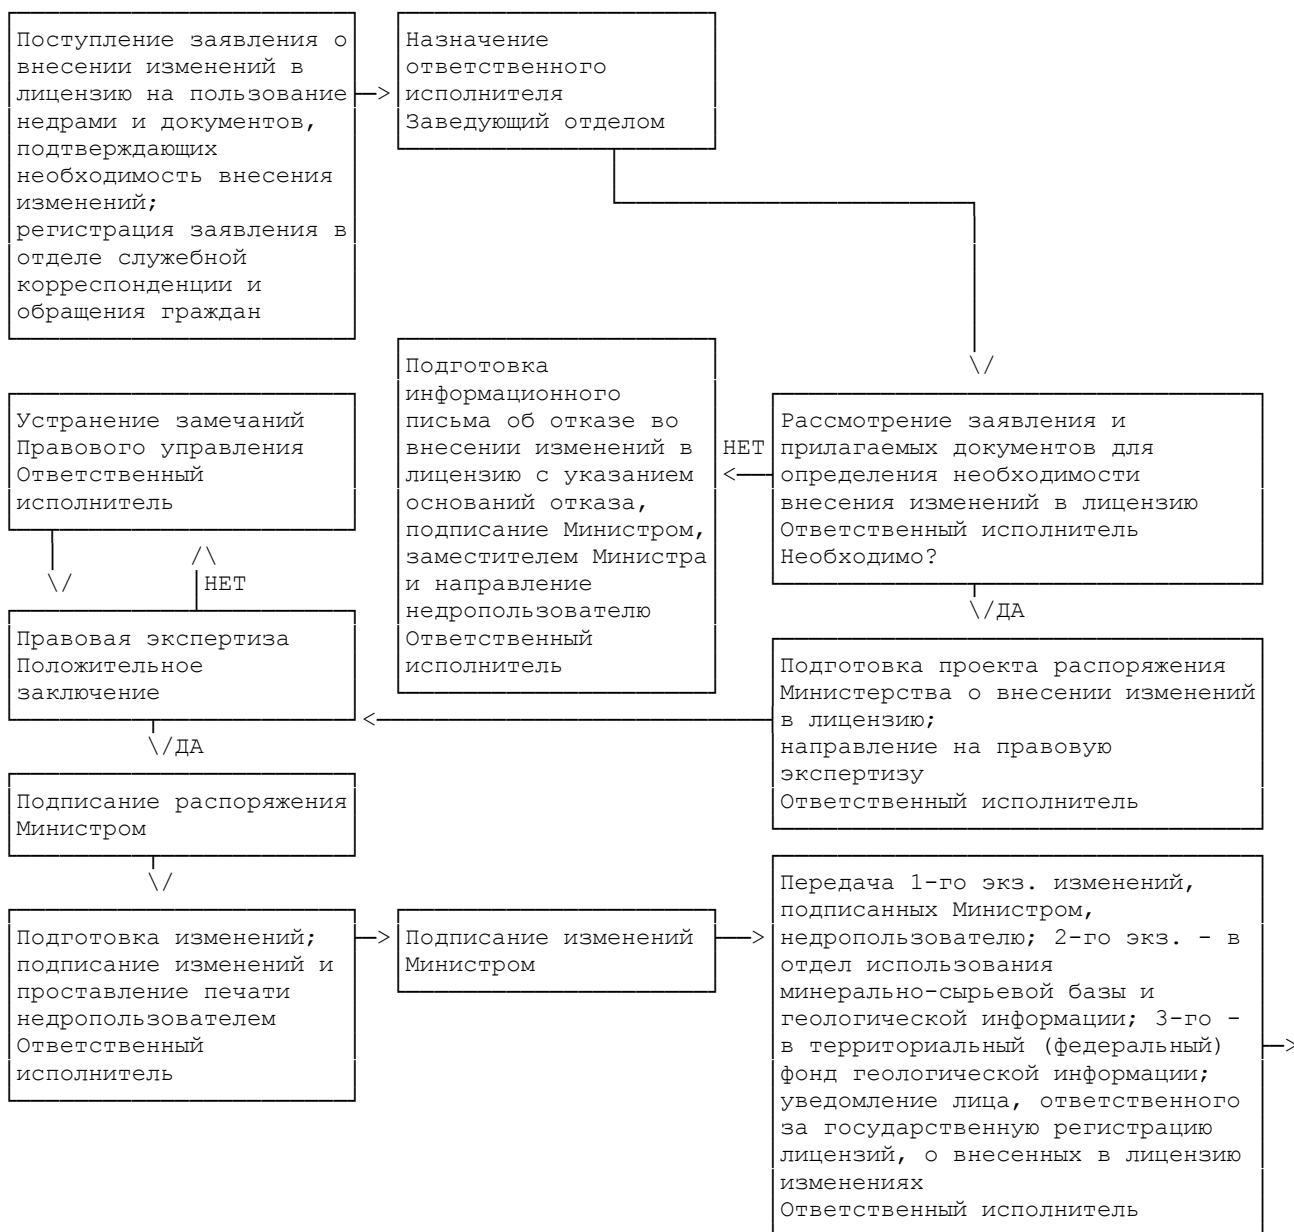 Поступление заявления о
внесении изменений в
лицензию на пользование
недрами и документов,
подтверждающих
необходимость внесения
изменений;
регистрация заявления в
отделе служебной
корреспонденции и
обращения граждан
Назначение
ответственного
исполнителя
Заведующий отделом
Рассмотрение заявления и
прилагаемых документов для
определения необходимости
внесения изменений в лицензию
Ответственный исполнитель
Необходимо?
НЕТ
Подготовка
информационного
письма об отказе во
внесении изменений в
лицензию с указанием
оснований отказа,
подписание Министром,
заместителем Министра
и направление
недропользователю
Ответственный
исполнитель
ДА
Подготовка проекта распоряжения
Министерства о внесении изменений
в лицензию;
направление на правовую
экспертизу
Ответственный исполнитель
Устранение замечаний
Правового управления
Ответственный
исполнитель
НЕТ
Правовая экспертиза
Положительное
заключение
ДА
Подписание распоряжения
Министром
Подготовка изменений;
подписание изменений и
проставление печати
недропользователем
Ответственный
исполнитель
Подписание изменений
Министром
Передача 1-го экз. изменений,
подписанных Министром,
недропользователю; 2-го экз. - в
отдел использования
минерально-сырьевой базы и
геологической информации; 3-го -
в территориальный (федеральный)
фонд геологической информации;
уведомление лица, ответственного
за государственную регистрацию
лицензий, о внесенных в лицензию
изменениях
Ответственный исполнитель